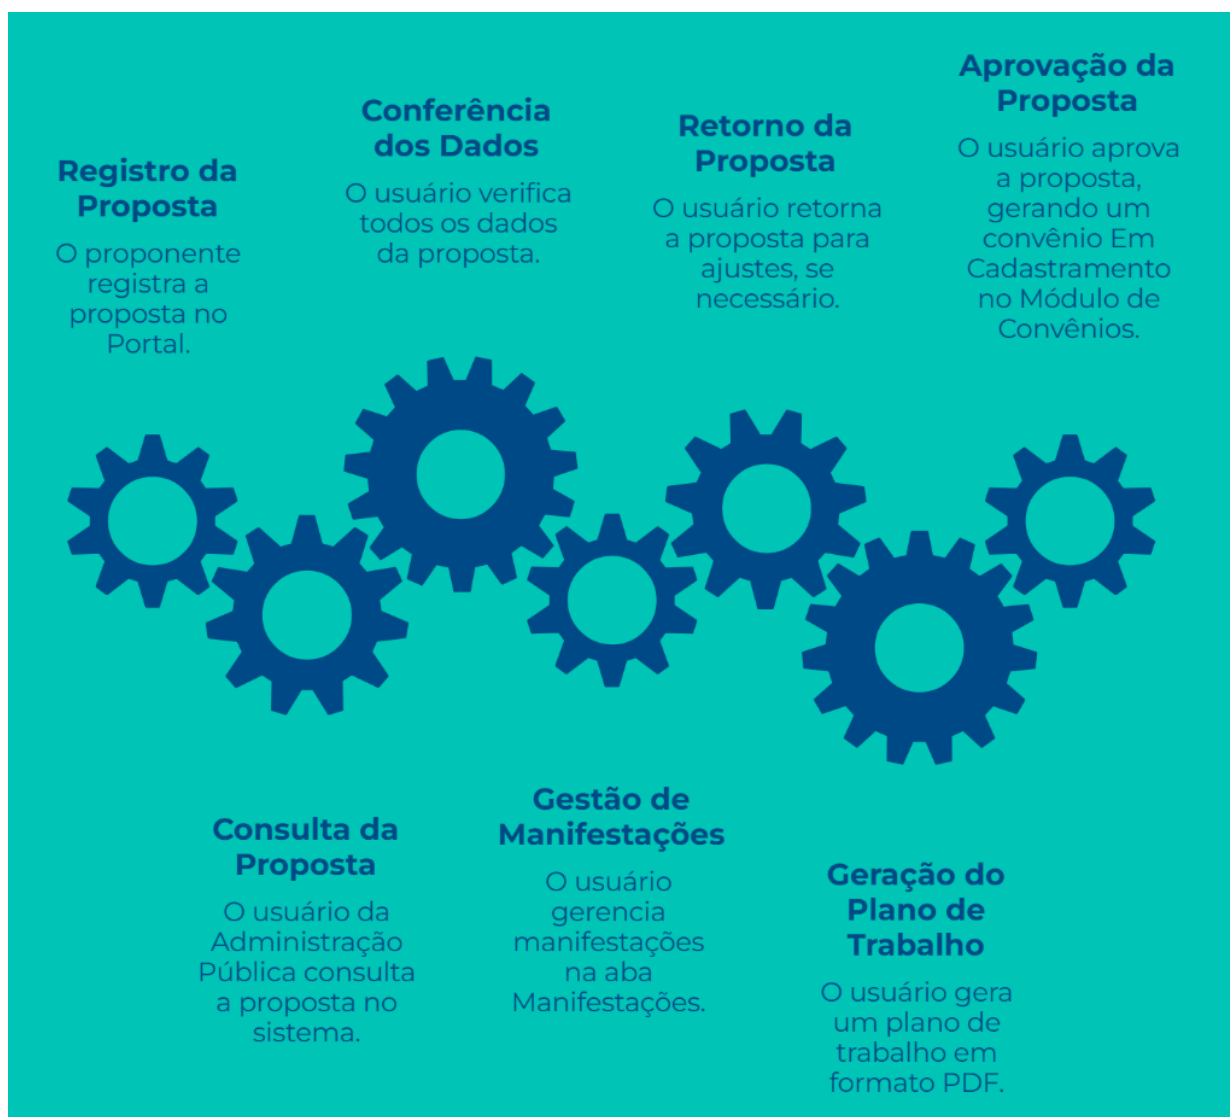 Registro da
Proposta
O proponente
registra a
proposta no
Portal.
Consulta da
Proposta
O usuário da
Administração
Pública consulta
a proposta no
sistema.
Conferência
dos Dados
O usuário verifica
todos os dados
da proposta.
Gestão de
Manifestações
O usuário
gerencia
manifestações
na aba
Manifestações.
Retorno da
Proposta
O usuário retorna
a proposta para
ajustes, se
necessário.
Geração do
Plano de
Trabalho
O usuário gera
um plano de
trabalho em
formato PDF.
Aprovação da
Proposta
O usuário aprova
a proposta,
gerando um
convênio Em
Cadastramento
no Módulo de
Convênios.